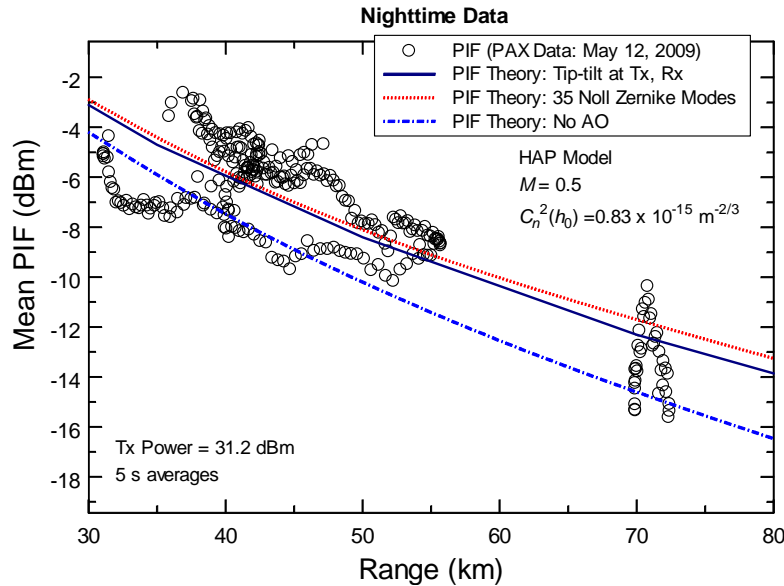 Nighttime Data
PIF (PAX Data: May 12, 2009)
PIF Theory: Tip-tilt at Tx, Rx
PIF Theory: 35 Noll Zernike Modes
PIF Theory: No AO
HAP Model
M = 0.5
Cₙ²(h₀) =0.83 x 10⁻¹⁵ m⁻²/³
Mean PIF (dBm)
-2
-4
-6
-8
-10
-12
-14
-16
-18
Tx Power = 31.2 dBm
5 s averages
30 40 50 60 70 80
Range (km)